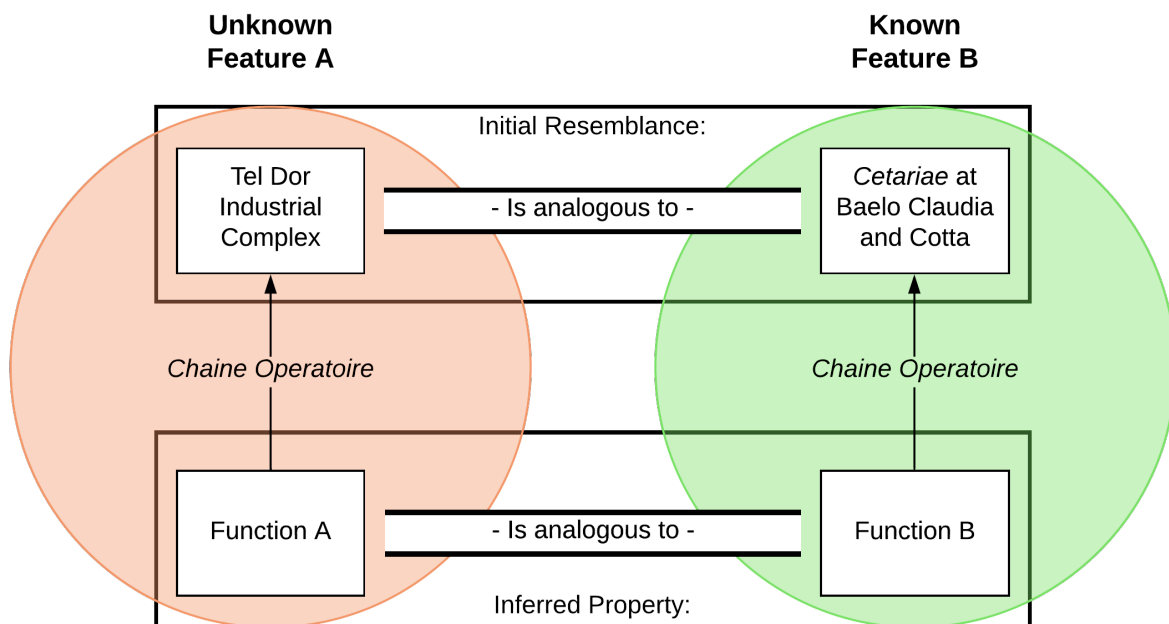 Unknown
Feature A
Known
Feature B
Initial Resemblance:
Tel Dor
Industrial
Complex
- Is analogous to -
Cetariae at
Baelo Claudia
and Cotta
Chaine Operatoire
Chaine Operatoire
Function A
- Is analogous to -
Function B
Inferred Property: